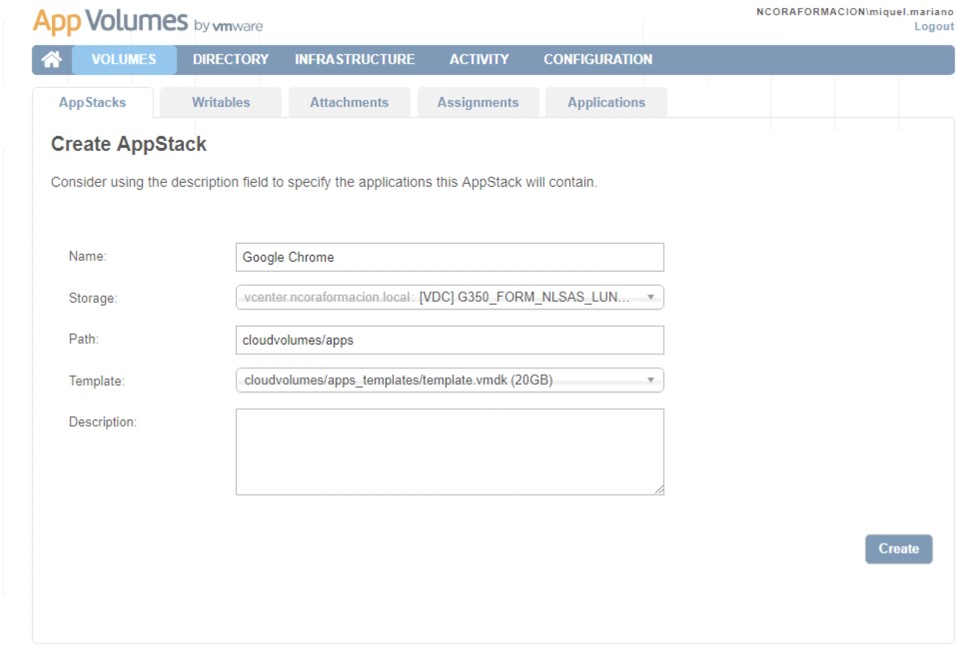 App Volumes by vmware
NCORAFORMACION\miquel.mariano
Logout
VOLUMES DIRECTORY INFRASTRUCTURE ACTIVITY CONFIGURATION
AppStacks Writables Attachments Assignments Applications
Create AppStack
Consider using the description field to specify the applications this AppStack will contain.
Name: Google Chrome
Storage: vcenter.ncoraformacion.local: [VDC] G350_FORM_NLSAS_LUN...
Path: cloudvolumes/apps
Template: cloudvolumes/apps_templates/template.vmdk (20GB)
Description:
Create